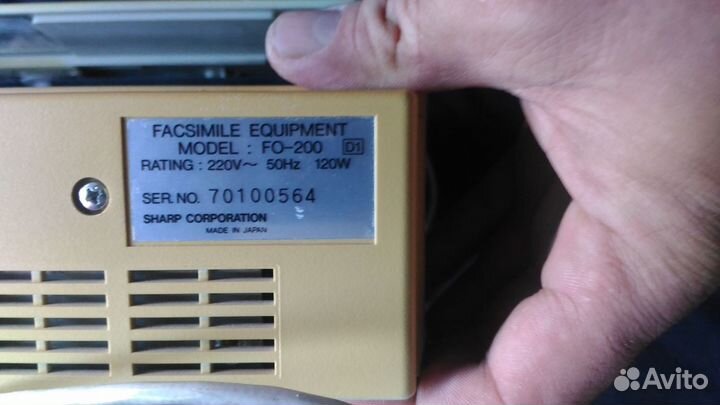 FACSIMILE EQUIPMENT
MODEL : FO-200 D1
RATING : 220V~ 50Hz 120W
SER. NO. 70100564
SHARP CORPORATION
MADE IN JAPAN
Avito